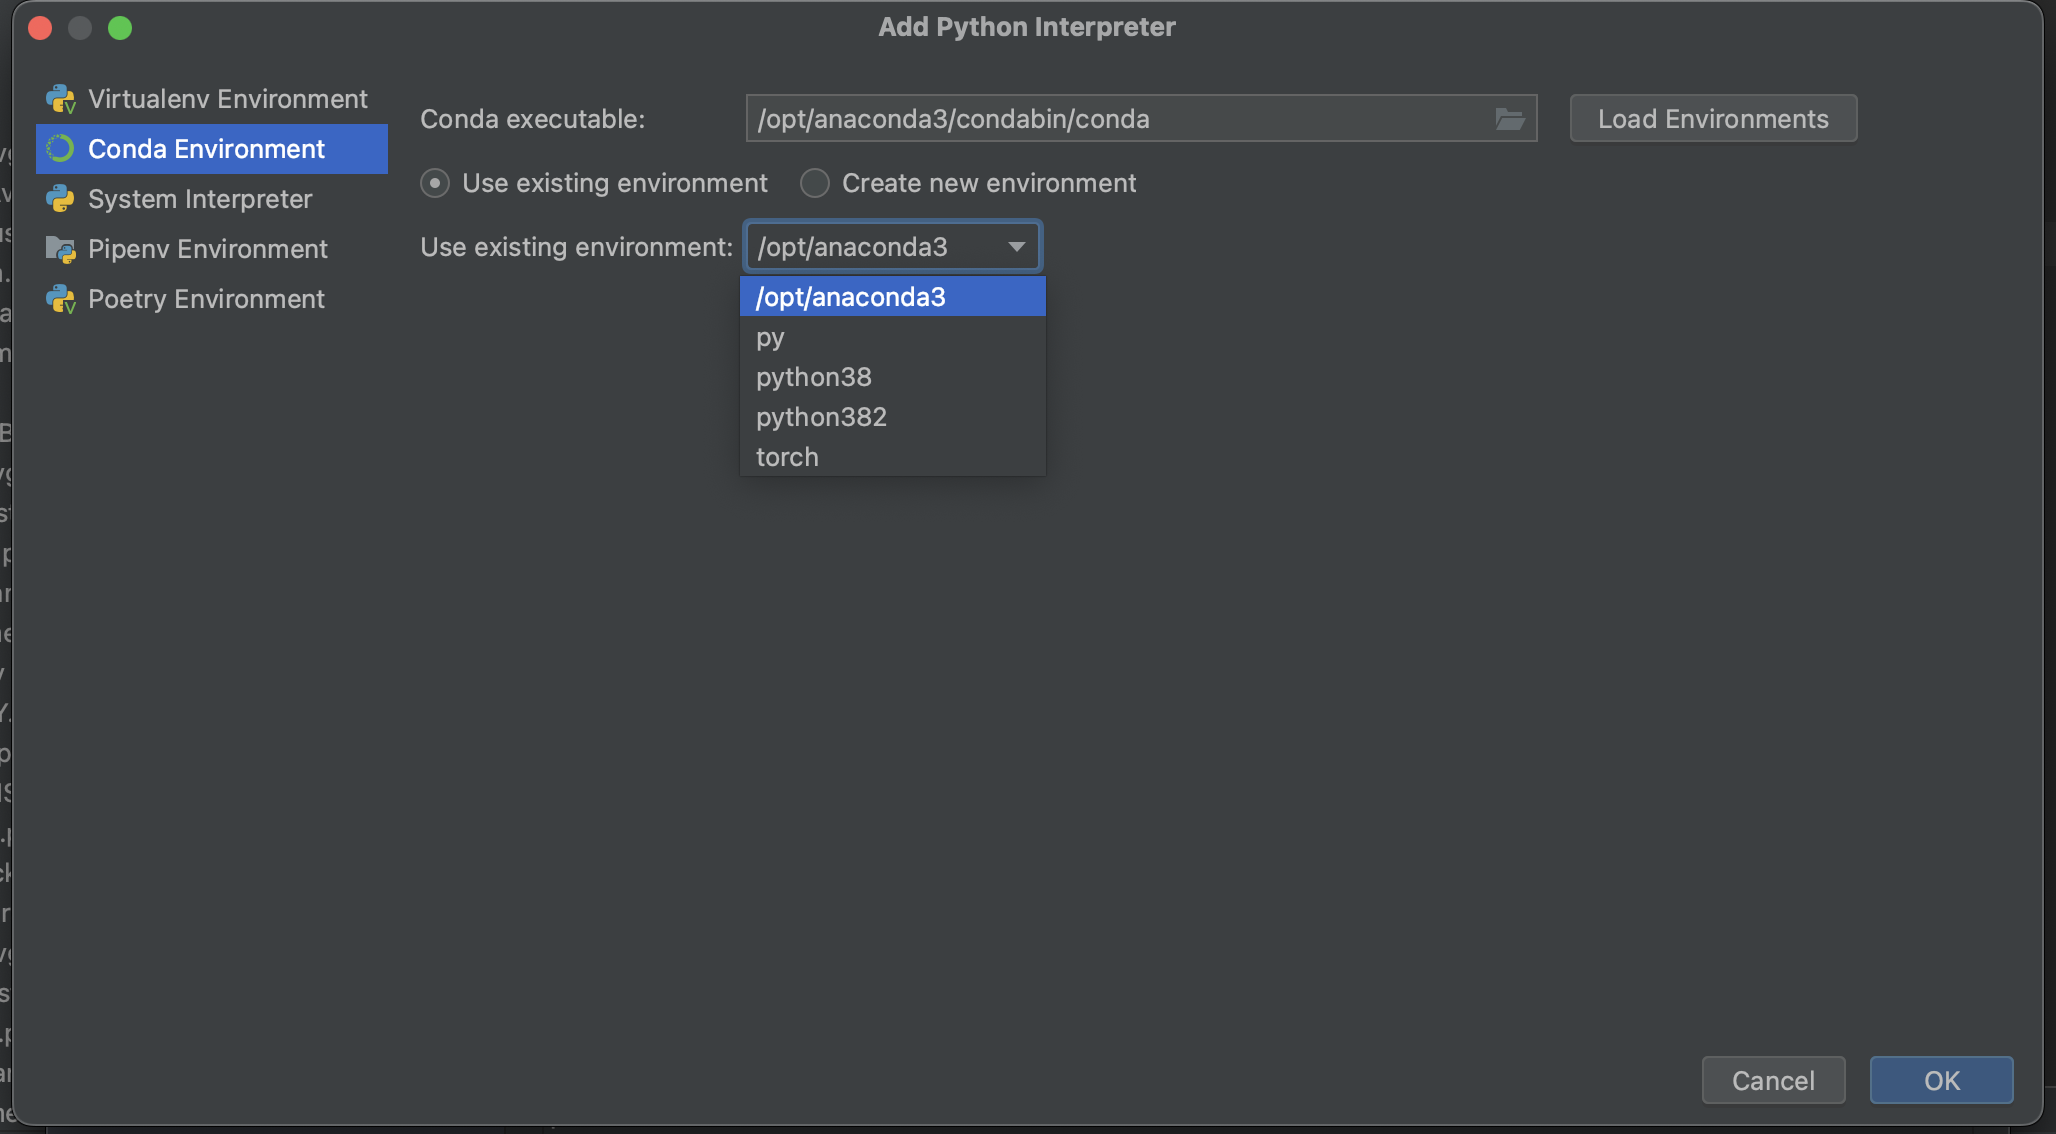 Add Python Interpreter
Virtualenv Environment
Conda Environment
System Interpreter
Pipenv Environment
Poetry Environment
Conda executable: /opt/anaconda3/condabin/conda Load Environments
Use existing environment Create new environment
Use existing environment: /opt/anaconda3
/opt/anaconda3
py
python38
python382
torch
Cancel OK